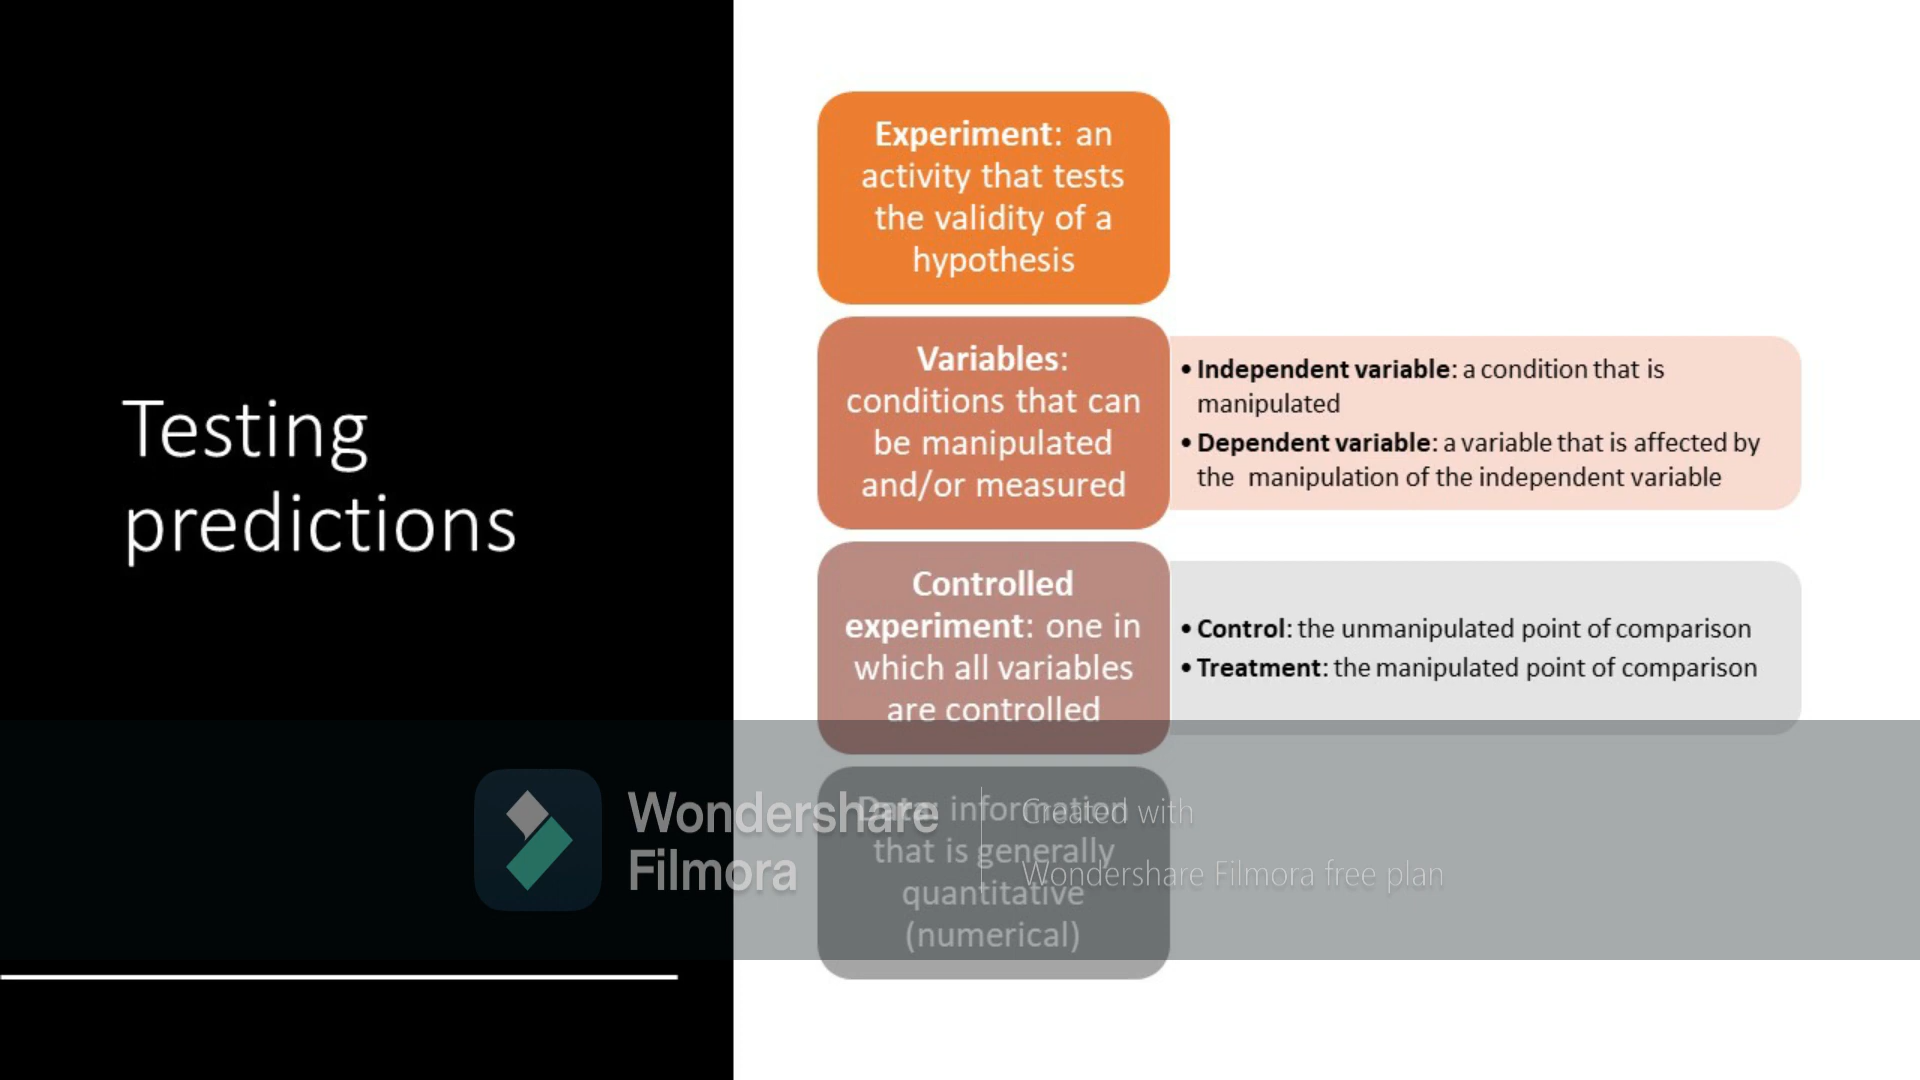 Testing
predictions
Experiment: an
activity that tests
the validity of a
hypothesis
Variables:
conditions that can
be manipulated
and/or measured
• Independent variable: a condition that is
manipulated
• Dependent variable: a variable that is affected by
the manipulation of the independent variable
Controlled
experiment: one in
which all variables
are controlled
• Control: the unmanipulated point of comparison
• Treatment: the manipulated point of comparison
Data: information
that is generally
quantitative
(numerical)
Wondershare
Filmora
Created with
Wondershare Filmora free plan